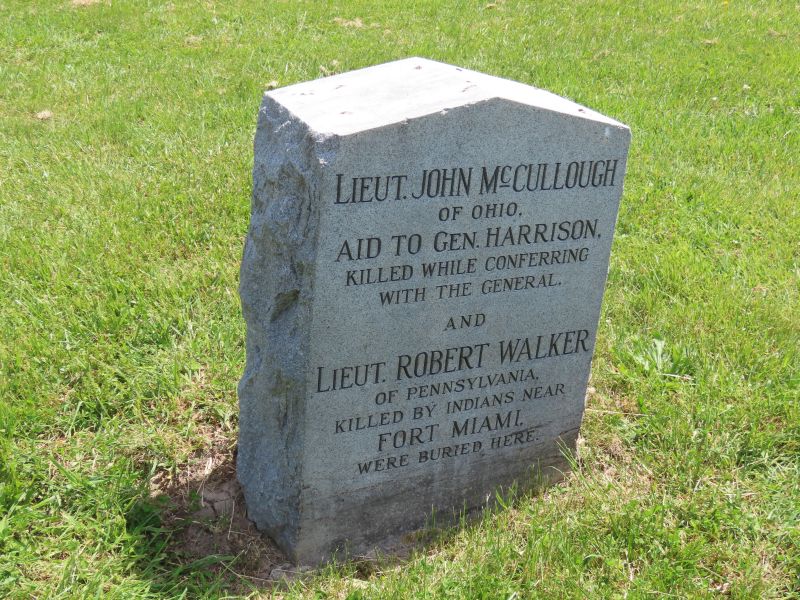 LIEUT. JOHN McCULLOUGH
OF OHIO,
AID TO GEN. HARRISON,
KILLED WHILE CONFERRING
WITH THE GENERAL.
AND
LIEUT. ROBERT WALKER
OF PENNSYLVANIA,
KILLED BY INDIANS NEAR
FORT MIAMI,
WERE BURIED HERE.